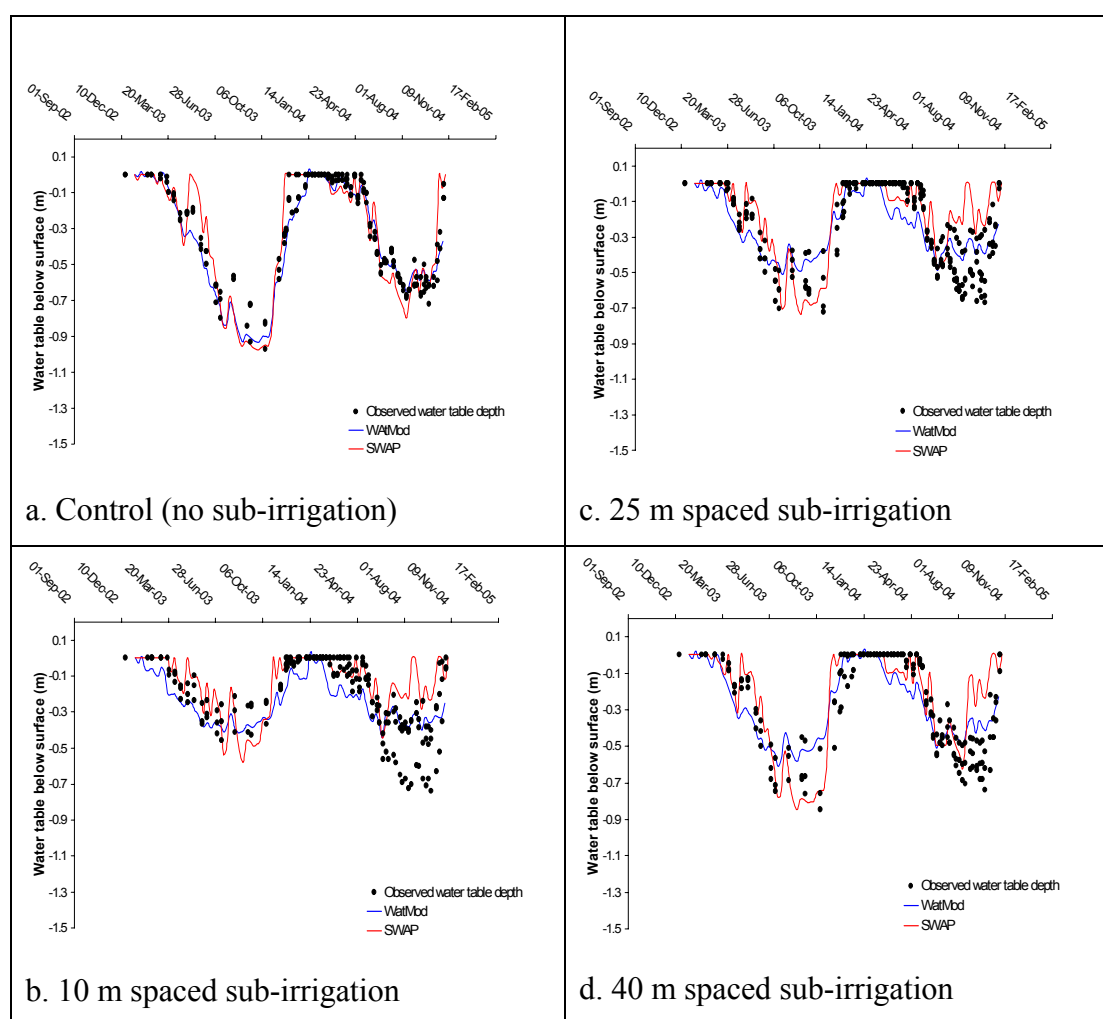 01-Sep-02
10-Dec-02
20-Mar-03
28-Jun-03
06-Oct-03
14-Jan-04
23-Apr-04
01-Aug-04
09-Nov-04
17-Feb-05
Water table below surface (m)
0.1
-0.1
-0.3
-0.5
-0.7
-0.9
-1.1
-1.3
-1.5
Observed water table depth
WAtMod
SWAP
a. Control (no sub-irrigation)
01-Sep-02
10-Dec-02
20-Mar-03
28-Jun-03
06-Oct-03
14-Jan-04
23-Apr-04
01-Aug-04
09-Nov-04
17-Feb-05
Water table below surface (m)
0.1
-0.1
-0.3
-0.5
-0.7
-0.9
-1.1
-1.3
-1.5
Observed water table depth
WatMod
SWAP
c. 25 m spaced sub-irrigation
01-Sep-02
10-Dec-02
20-Mar-03
28-Jun-03
06-Oct-03
14-Jan-04
23-Apr-04
01-Aug-04
09-Nov-04
17-Feb-05
Water table below surface (m)
0.1
-0.1
-0.3
-0.5
-0.7
-0.9
-1.1
-1.3
-1.5
Observed water table depth
WatMod
SWAP
b. 10 m spaced sub-irrigation
01-Sep-02
10-Dec-02
20-Mar-03
28-Jun-03
06-Oct-03
14-Jan-04
23-Apr-04
01-Aug-04
09-Nov-04
17-Feb-05
Water table below surface (m)
0.1
-0.1
-0.3
-0.5
-0.7
-0.9
-1.1
-1.3
-1.5
Observed water table depth
WatMod
SWAP
d. 40 m spaced sub-irrigation